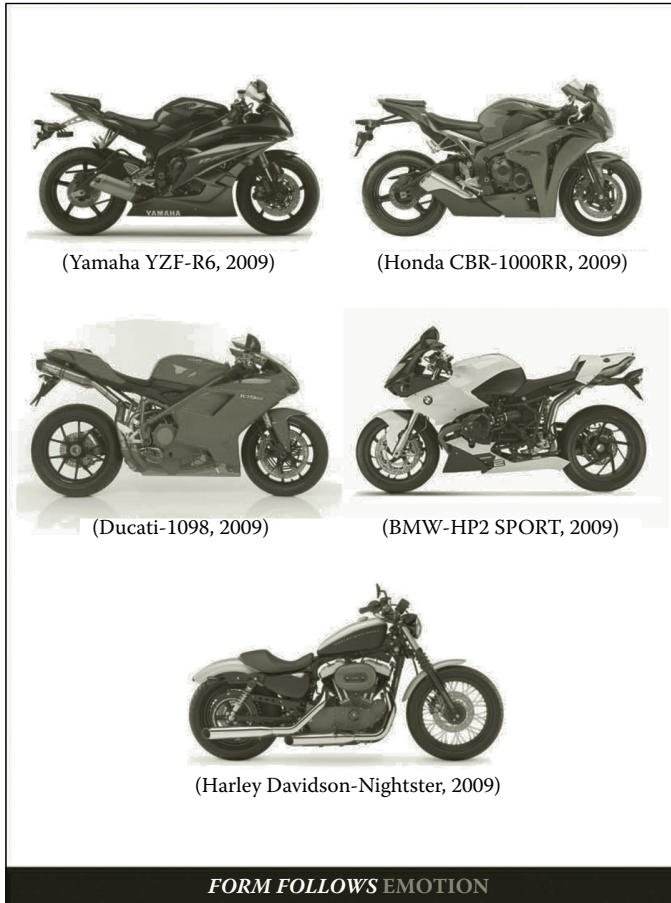 YAMAHA
(Yamaha YZF-R6, 2009)
(Honda CBR-1000RR, 2009)
(Ducati-1098, 2009)
(BMW-HP2 SPORT, 2009)
(Harley Davidson-Nightster, 2009)
FORM FOLLOWS EMOTION